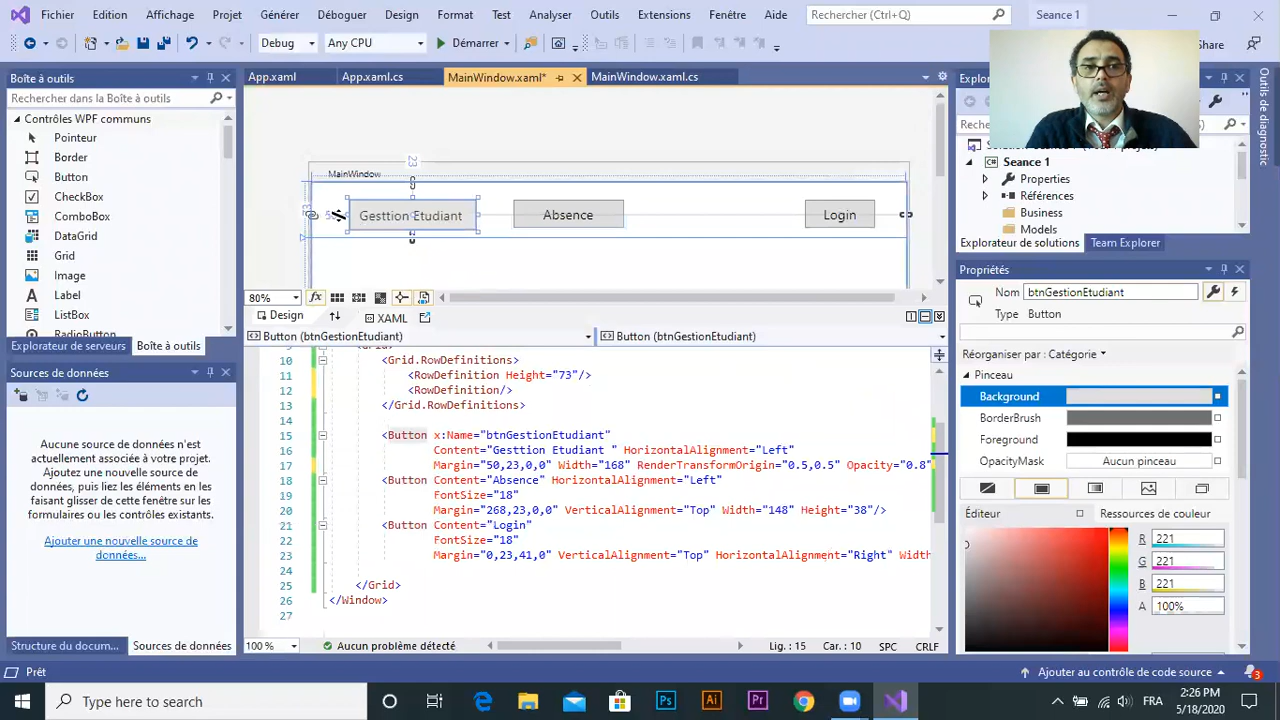 Fichier Edition Affichage Projet Générer Déboguer Design Format Test Analyser Outils Extensions Fenêtre Aide Rechercher (Ctrl+Q) Seance 1
Debug Any CPU Démarrer
Boîte à outils
Rechercher dans la Boîte à outils
Contrôles WPF communs
Pointeur
Border
Button
CheckBox
ComboBox
DataGrid
Grid
Image
Label
ListBox
RadioButton
Explorateur de serveurs Boîte à outils
Sources de données
Aucune source de données n'est
actuellement associée à votre projet.
Ajoutez une nouvelle source de
données, puis liez les éléments en
les faisant glisser de cette fenêtre sur
les formulaires ou les contrôles
existants.
Ajouter une nouvelle source de
données...
Structure du docum... Sources de données
App.xaml App.xaml.cs MainWindow.xaml* MainWindow.xaml.cs
23
MainWindow
Gesttion Etudiant Absence Login
80%
Design XAML
Button (btnGestionEtudiant) Button (btnGestionEtudiant)
10 <Grid.RowDefinitions>
11 <RowDefinition Height="73"/>
12 <RowDefinition/>
13 </Grid.RowDefinitions>
14
15 <Button x:Name="btnGestionEtudiant"
16 Content="Gesttion Etudiant " HorizontalAlignment="Left"
17 Margin="50,23,0,0" Width="168" RenderTransformOrigin="0.5,0.5" Opacity="0.8"
18 <Button Content="Absence" HorizontalAlignment="Left"
19 FontSize="18"
20 Margin="268,23,0,0" VerticalAlignment="Top" Width="148" Height="38"/>
21 <Button Content="Login"
22 FontSize="18"
23 Margin="0,23,41,0" VerticalAlignment="Top" HorizontalAlignment="Right" Width
24
25 </Grid>
26 </Window>
27
100 % Aucun problème détecté Lig : 15 Car. : 10 SPC CRLF
Seance 1
Properties
Références
Business
Models
Explorateur de solutions Team Explorer
Propriétés
Nom btnGestionEtudiant
Type Button
Réorganiser par : Catégorie
Pinceau
Background
BorderBrush
Foreground
OpacityMask Aucun pinceau
Éditeur Ressources de couleur
R 221
G 221
B 221
A 100%
Outils de diagnostic
Prêt Ajouter au contrôle de code source 3
Type here to search
Ps Ai Pr
FRA
2:26 PM
5/18/2020